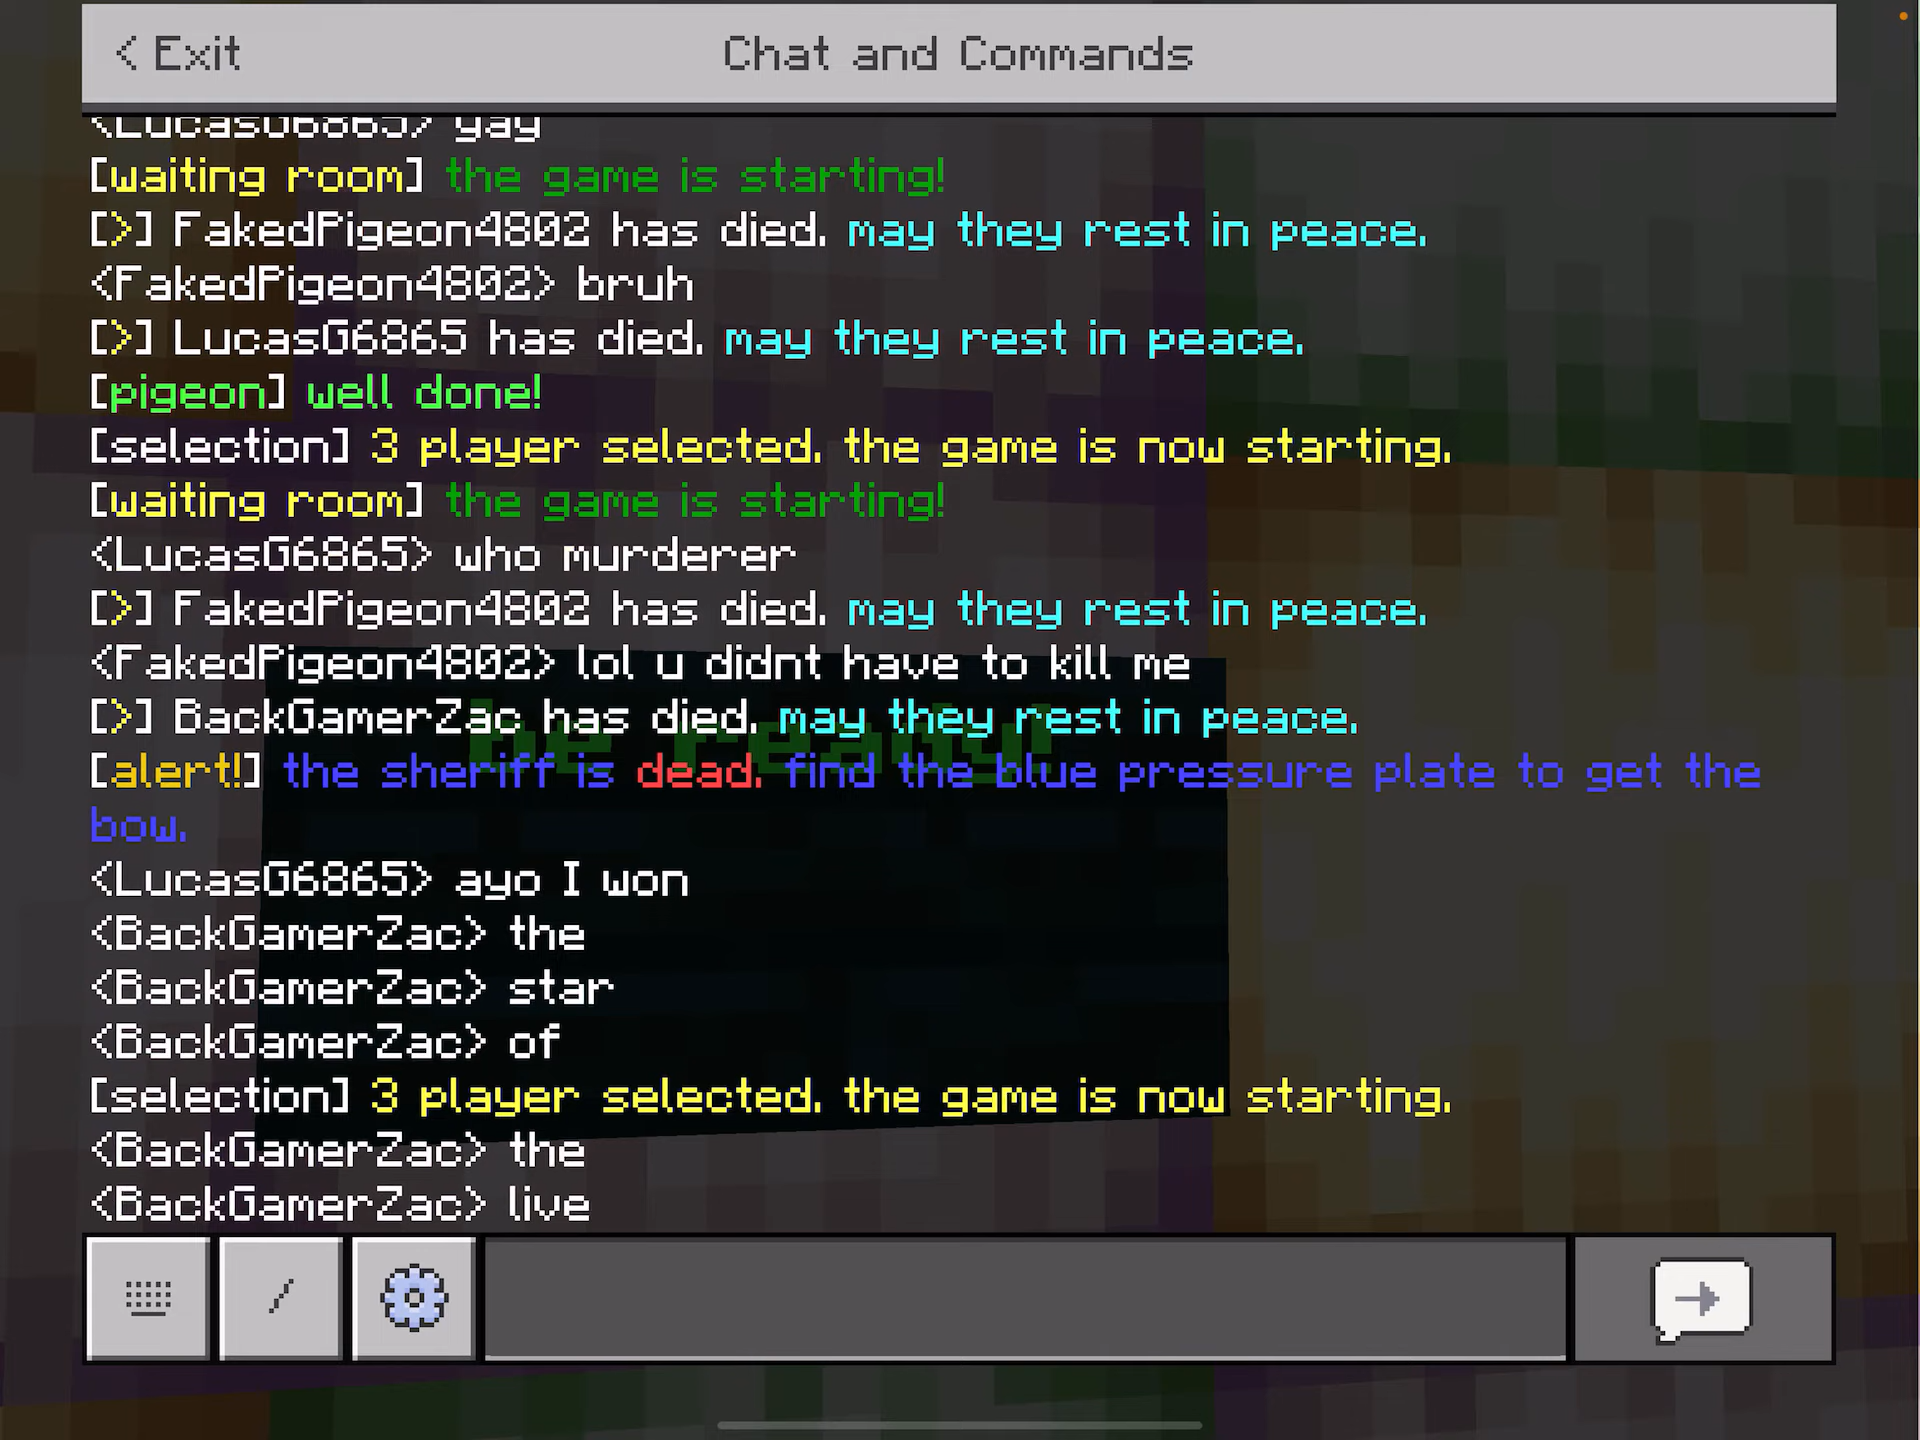 < Exit
Chat and Commands
<LucasG6865> yay
[waiting room] the game is starting!
[>] FakedPigeon4802 has died. may they rest in peace.
<FakedPigeon4802> bruh
[>] LucasG6865 has died. may they rest in peace.
[pigeon] well done!
[selection] 3 player selected. the game is now starting.
[waiting room] the game is starting!
<LucasG6865> who murderer
[>] FakedPigeon4802 has died. may they rest in peace.
<FakedPigeon4802> lol u didnt have to kill me
[>] BackGamerZac has died. may they rest in peace.
be ready!
[alert!] the sheriff is dead. find the blue pressure plate to get the
bow.
<LucasG6865> ayo I won
<BackGamerZac> the
<BackGamerZac> star
<BackGamerZac> of
[selection] 3 player selected. the game is now starting.
<BackGamerZac> the
<BackGamerZac> live
/